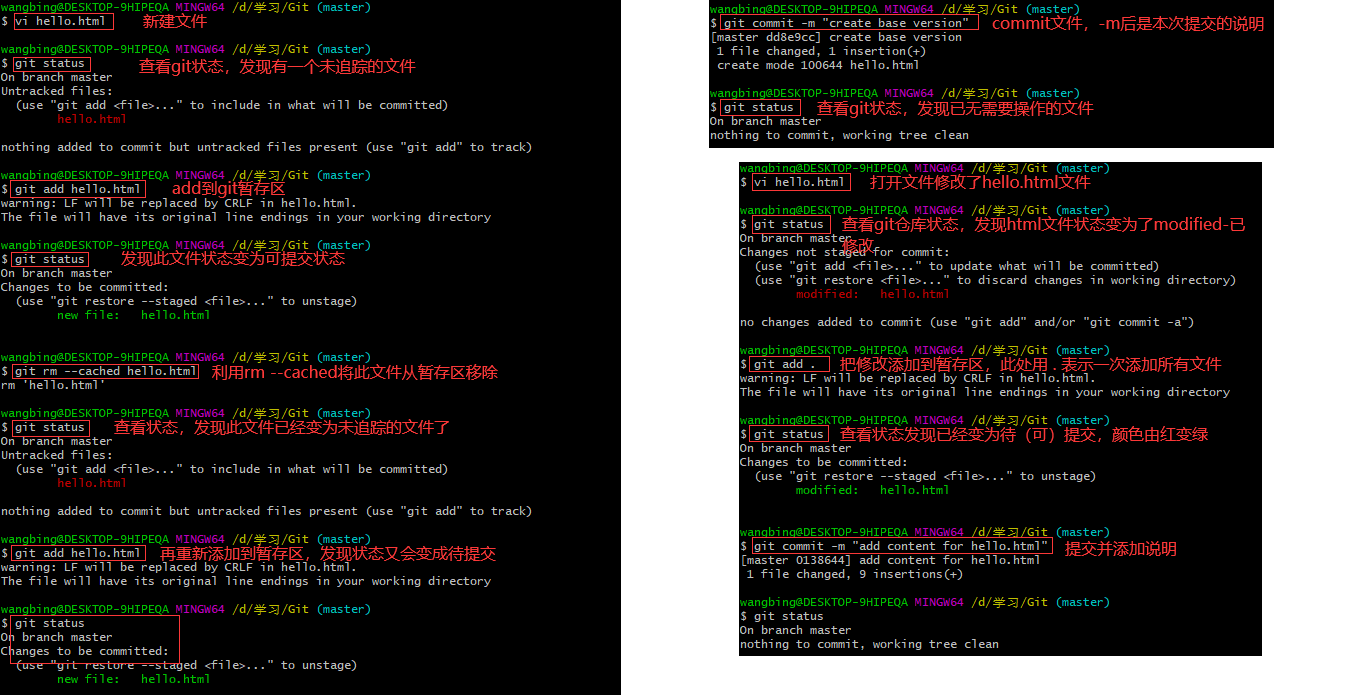 wangbing@DESKTOP-9HIPEQA MINGW64 /d/学习/Git (master)
$ vi hello.html 新建文件
wangbing@DESKTOP-9HIPEQA MINGW64 /d/学习/Git (master)
$ git status 查看git状态，发现有一个未追踪的文件
On branch master
Untracked files:
(use "git add <file>..." to include in what will be committed)
hello.html
nothing added to commit but untracked files present (use "git add" to track)
wangbing@DESKTOP-9HIPEQA MINGW64 /d/学习/Git (master)
$ git add hello.html add到git暂存区
warning: LF will be replaced by CRLF in hello.html.
The file will have its original line endings in your working directory
wangbing@DESKTOP-9HIPEQA MINGW64 /d/学习/Git (master)
$ git status 发现此文件状态变为可提交状态
On branch master
Changes to be committed:
(use "git restore --staged <file>..." to unstage)
new file: hello.html
wangbing@DESKTOP-9HIPEQA MINGW64 /d/学习/Git (master)
$ git rm --cached hello.html 利用rm --cached将此文件从暂存区移除
rm 'hello.html'
wangbing@DESKTOP-9HIPEQA MINGW64 /d/学习/Git (master)
$ git status 查看状态，发现此文件已经变为未追踪的文件了
On branch master
Untracked files:
(use "git add <file>..." to include in what will be committed)
hello.html
nothing added to commit but untracked files present (use "git add" to track)
wangbing@DESKTOP-9HIPEQA MINGW64 /d/学习/Git (master)
$ git add hello.html 再重新添加到暂存区，发现状态又会变成待提交
warning: LF will be replaced by CRLF in hello.html.
The file will have its original line endings in your working directory
wangbing@DESKTOP-9HIPEQA MINGW64 /d/学习/Git (master)
$ git status
On branch master
Changes to be committed:
(use "git restore --staged <file>..." to unstage)
new file: hello.html
wangbing@DESKTOP-9HIPEQA MINGW64 /d/学习/Git (master)
$ git commit -m "create base version" commit文件，-m后是本次提交的说明
[master dd8e9cc] create base version
1 file changed, 1 insertion(+)
create mode 100644 hello.html
wangbing@DESKTOP-9HIPEQA MINGW64 /d/学习/Git (master)
$ git status 查看git状态，发现已无需要操作的文件
On branch master
nothing to commit, working tree clean
wangbing@DESKTOP-9HIPEQA MINGW64 /d/学习/Git (master)
$ vi hello.html 打开文件修改了hello.html文件
wangbing@DESKTOP-9HIPEQA MINGW64 /d/学习/Git (master)
$ git status 查看git仓库状态，发现html文件状态变为了modified-已
修改
On branch master
Changes not staged for commit:
(use "git add <file>..." to update what will be committed)
(use "git restore <file>..." to discard changes in working directory)
modified: hello.html
no changes added to commit (use "git add" and/or "git commit -a")
wangbing@DESKTOP-9HIPEQA MINGW64 /d/学习/Git (master)
$ git add . 把修改添加到暂存区，此处用 . 表示一次添加所有文件
warning: LF will be replaced by CRLF in hello.html.
The file will have its original line endings in your working directory
wangbing@DESKTOP-9HIPEQA MINGW64 /d/学习/Git (master)
$ git status 查看状态发现已经变为待（可）提交，颜色由红变绿
On branch master
Changes to be committed:
(use "git restore --staged <file>..." to unstage)
modified: hello.html
wangbing@DESKTOP-9HIPEQA MINGW64 /d/学习/Git (master)
$ git commit -m "add content for hello.html" 提交并添加说明
[master 0138644] add content for hello.html
1 file changed, 9 insertions(+)
wangbing@DESKTOP-9HIPEQA MINGW64 /d/学习/Git (master)
$ git status
On branch master
nothing to commit, working tree clean